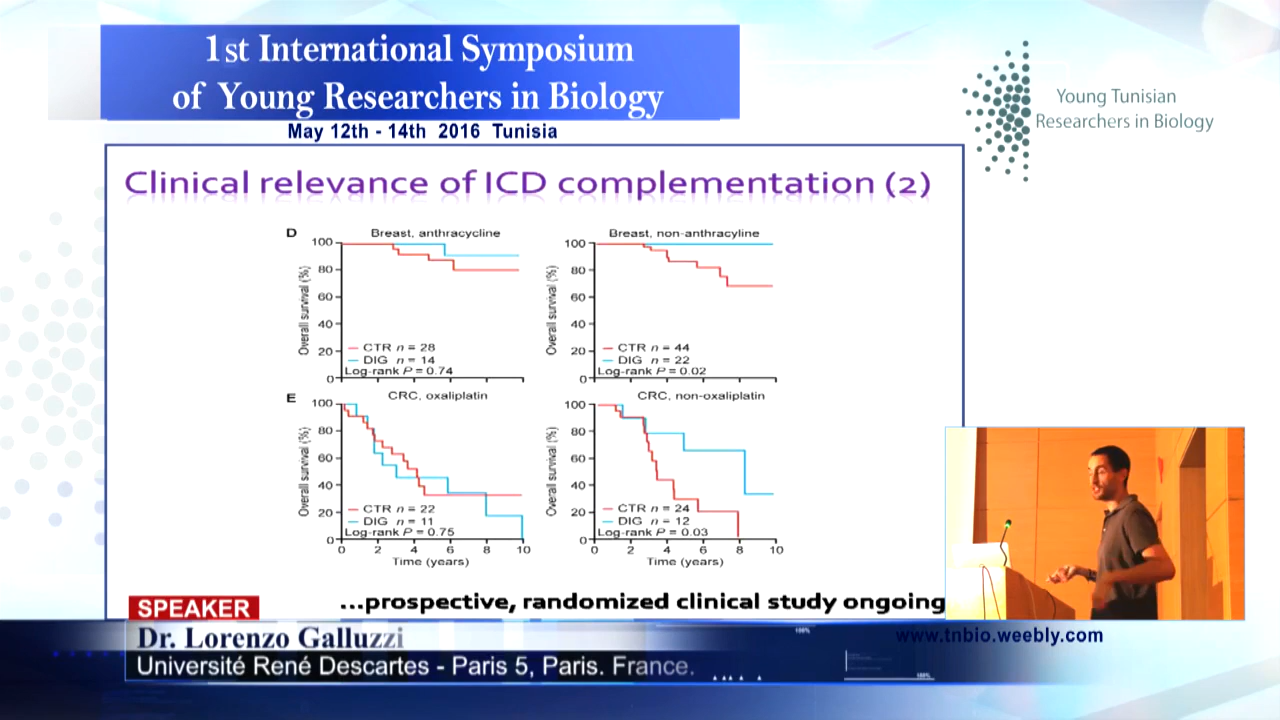 1st International Symposium
of Young Researchers in Biology
May 12th - 14th 2016 Tunisia
Young Tunisian
Researchers in Biology
Clinical relevance of ICD complementation (2)
D
Breast, anthracycline
Overall survival (%)
100
80
60
40
20
0
CTR n = 28
DIG n = 14
Log-rank P = 0.74
Breast, non-anthracyline
Overall survival (%)
100
80
60
40
20
0
CTR n = 44
DIG n = 22
Log-rank P = 0.02
E
CRC, oxaliplatin
Overall survival (%)
100
80
60
40
20
0
CTR n = 22
DIG n = 11
Log-rank P = 0.75
0 2 4 6 8 10
Time (years)
CRC, non-oxaliplatin
Overall survival (%)
100
80
60
40
20
0
CTR n = 24
DIG n = 12
Log-rank P = 0.03
0 2 4 6 8 10
Time (years)
...prospective, randomized clinical study ongoing
SPEAKER
Dr. Lorenzo Galluzzi
Université René Descartes - Paris 5, Paris. France.
www.tnbio.weebly.com
100%
100%